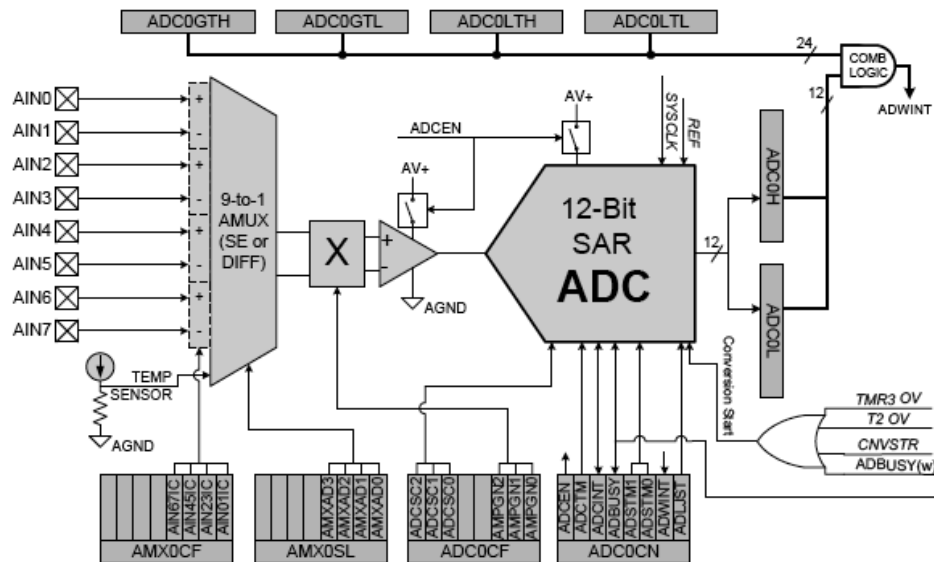 ADC0GTH
ADC0GTL
ADC0LTH
ADC0LTL
24
COMB
LOGIC
12
ADWINT
AIN0
AIN1
AIN2
AIN3
AIN4
AIN5
AIN6
AIN7
+
-
+
-
+
-
+
-
9-to-1
AMUX
(SE or
DIFF)
TEMP
SENSOR
AGND
X
+
-
AV+
AGND
ADCEN
AV+
SYSCLK
REF
12-Bit
SAR
ADC
12
ADC0H
ADC0L
Conversion Start
TMR3 OV
T2 OV
CNVSTR
ADBUSY(w)
AIN67IC
AIN45IC
AIN23IC
AIN01IC
AMX0CF
AMXAD3
AMXAD2
AMXAD1
AMXAD0
AMX0SL
ADCSC2
ADCSC1
ADCSC0
AMPGN2
AMPGN1
AMPGN0
ADC0CF
ADCEN
ADCTM
ADCINT
ADBUSY
ADSTM1
ADSTM0
ADWINT
ADLJST
ADC0CN